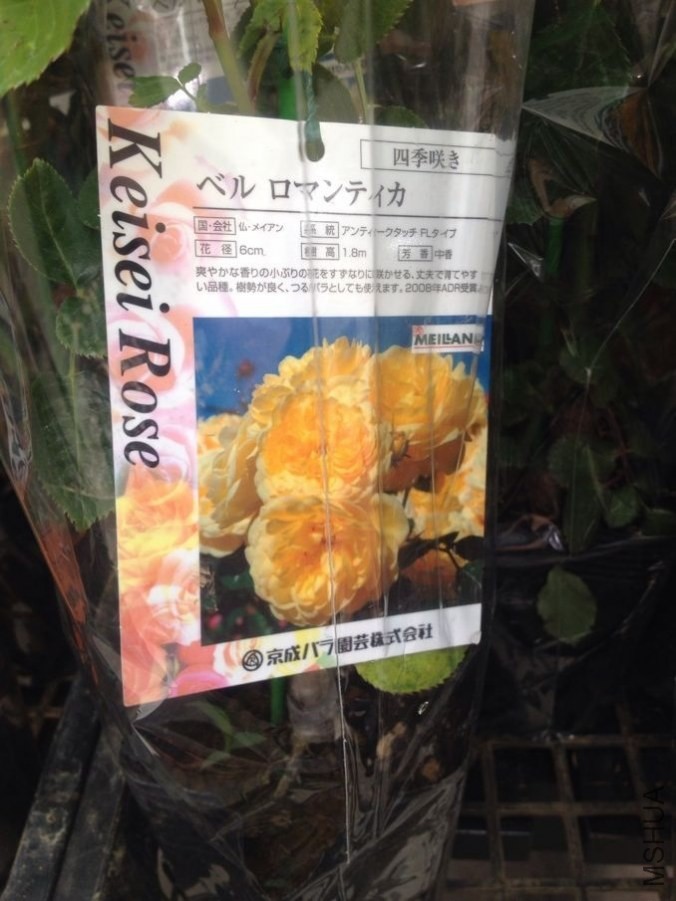 Keisei Rose
四季咲き
ベル ロマンティカ
国・会社 仏・メイアン 系 統 アンティークタッチ FLタイプ
花 径 6cm 樹 高 1.8m 芳 香 中香
爽やかな香りの小ぶりの花をすずなりに咲かせる、丈夫で育てやす
い品種。樹勢が良く、つるバラとしても使えます。2008年ADR受賞
MEILLAND
京成バラ園芸株式会社
MSHUA